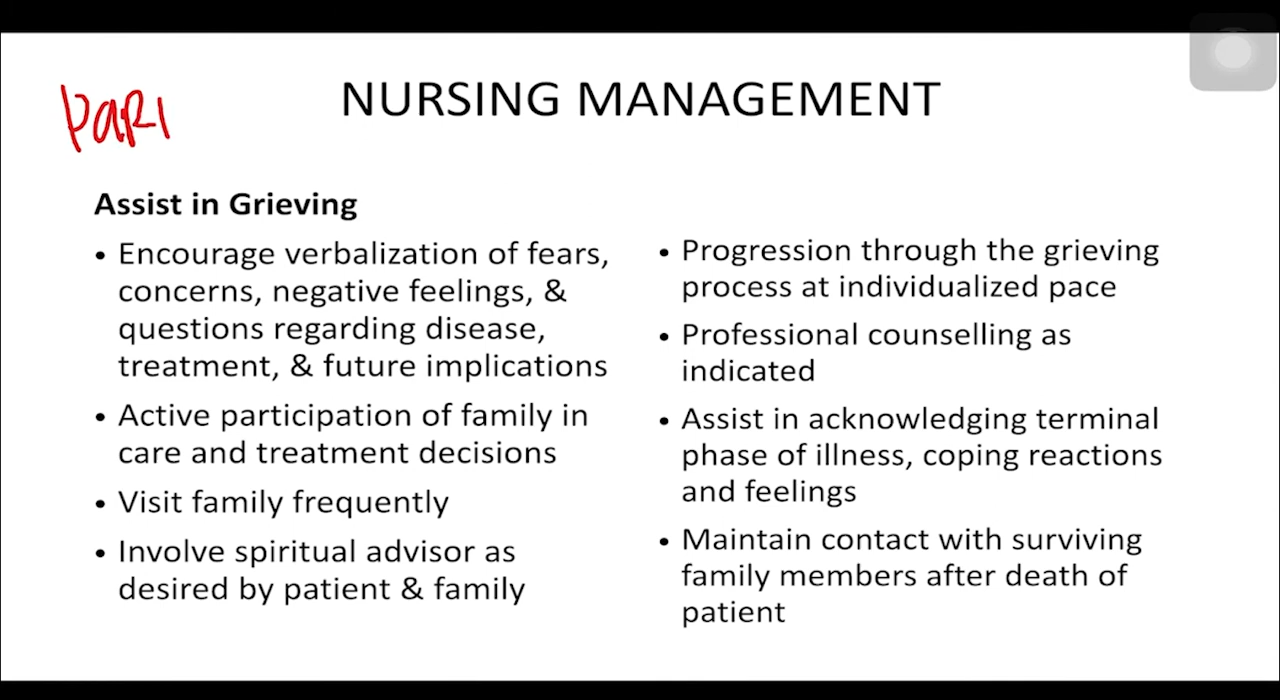 PARI
NURSING MANAGEMENT
Assist in Grieving
• Encourage verbalization of fears,
concerns, negative feelings, &
questions regarding disease,
treatment, & future implications
• Active participation of family in
care and treatment decisions
• Visit family frequently
• Involve spiritual advisor as
desired by patient & family
• Progression through the grieving
process at individualized pace
• Professional counselling as
indicated
• Assist in acknowledging terminal
phase of illness, coping reactions
and feelings
• Maintain contact with surviving
family members after death of
patient